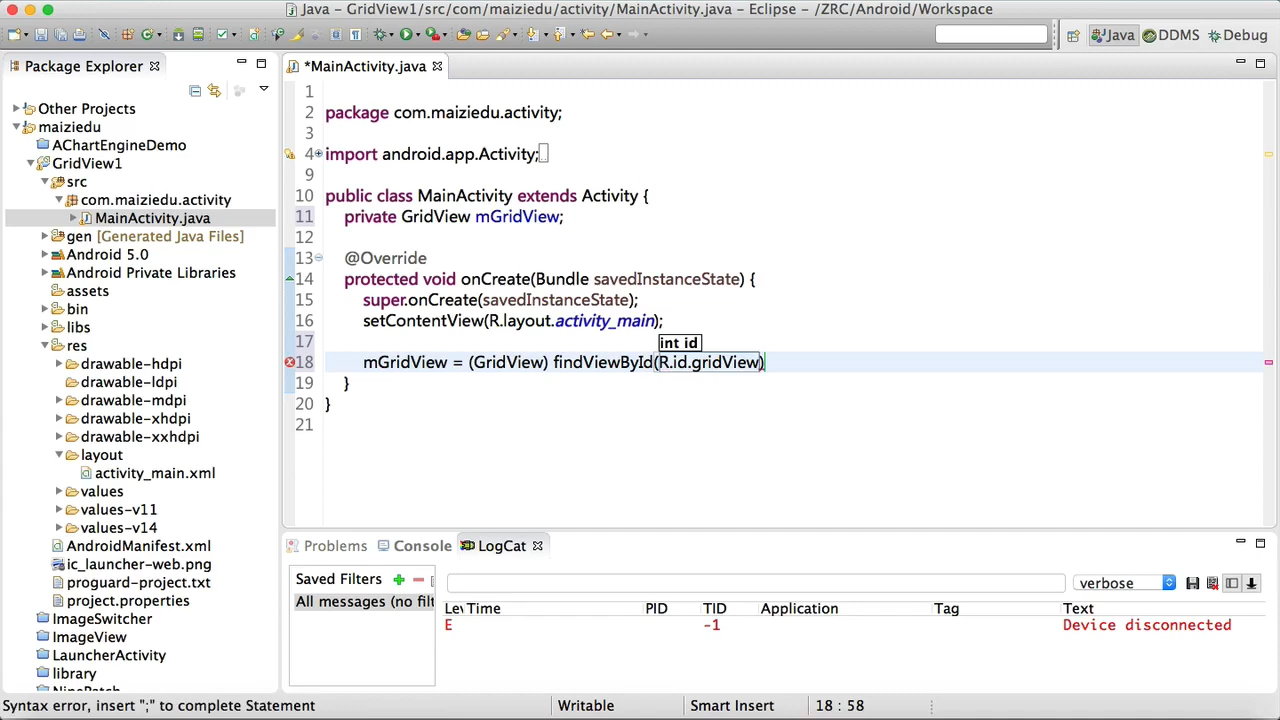 Java – GridView1/src/com/maiziedu/activity/MainActivity.java – Eclipse – /ZRC/Android/Workspace
Java DDMS Debug
Package Explorer
Other Projects
maiziedu
AChartEngineDemo
GridView1
src
com.maiziedu.activity
MainActivity.java
gen [Generated Java Files]
Android 5.0
Android Private Libraries
assets
bin
libs
res
drawable-hdpi
drawable-ldpi
drawable-mdpi
drawable-xhdpi
drawable-xxhdpi
layout
activity_main.xml
values
values-v11
values-v14
AndroidManifest.xml
ic_launcher-web.png
proguard-project.txt
project.properties
ImageSwitcher
ImageView
LauncherActivity
library
*MainActivity.java
1
2 package com.maiziedu.activity;
3
4 import android.app.Activity;
9
10 public class MainActivity extends Activity {
11 private GridView mGridView;
12
13 @Override
14 protected void onCreate(Bundle savedInstanceState) {
15 super.onCreate(savedInstanceState);
16 setContentView(R.layout.activity_main);
17 int id
18 mGridView = (GridView) findViewById(R.id.gridView)
19 }
20 }
21
Problems Console LogCat
Saved Filters
All messages (no filt
verbose
Time PID TID Application Tag Text
E -1 Device disconnected
Syntax error, insert ";" to complete Statement Writable Smart Insert 18 : 58